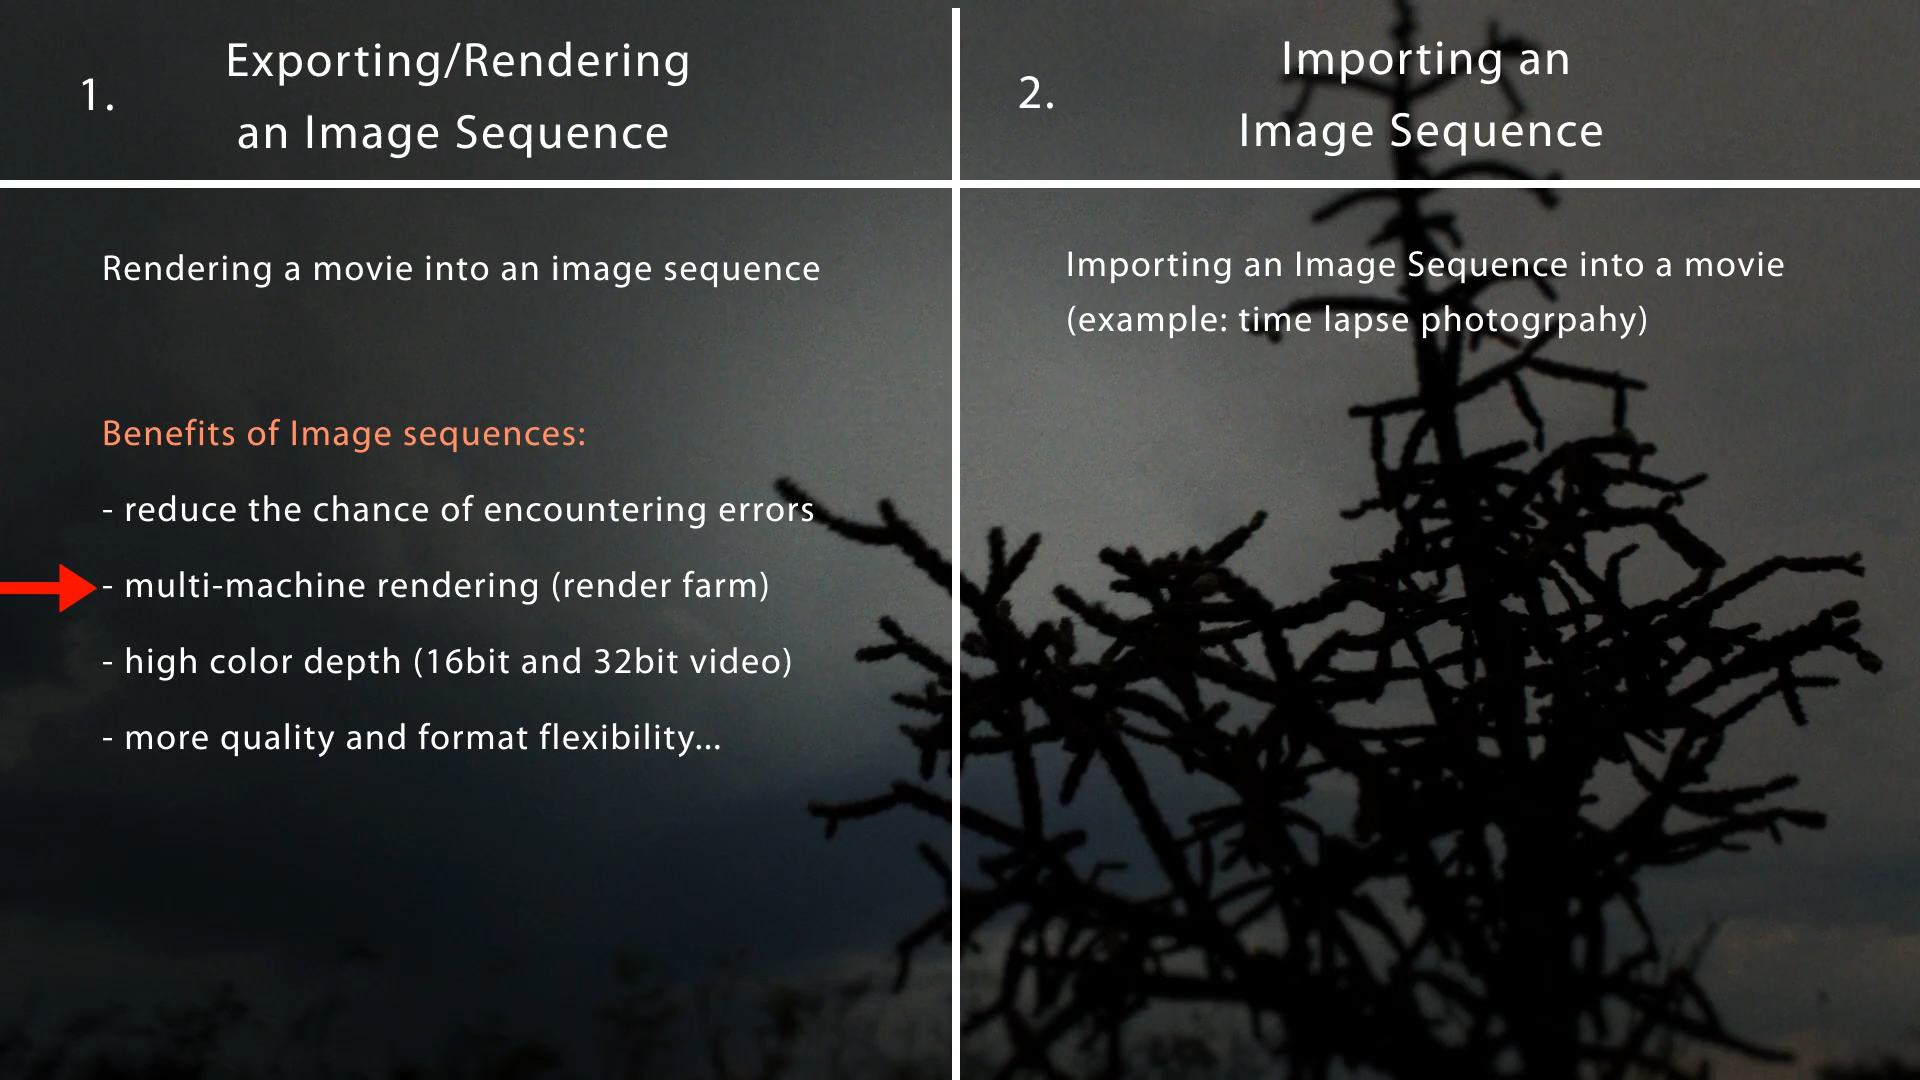 1.
Exporting/Rendering
an Image Sequence
Rendering a movie into an image sequence
Benefits of Image sequences:
- reduce the chance of encountering errors
- multi-machine rendering (render farm)
- high color depth (16bit and 32bit video)
- more quality and format flexibility...
2.
Importing an
Image Sequence
Importing an Image Sequence into a movie
(example: time lapse photogrpahy)